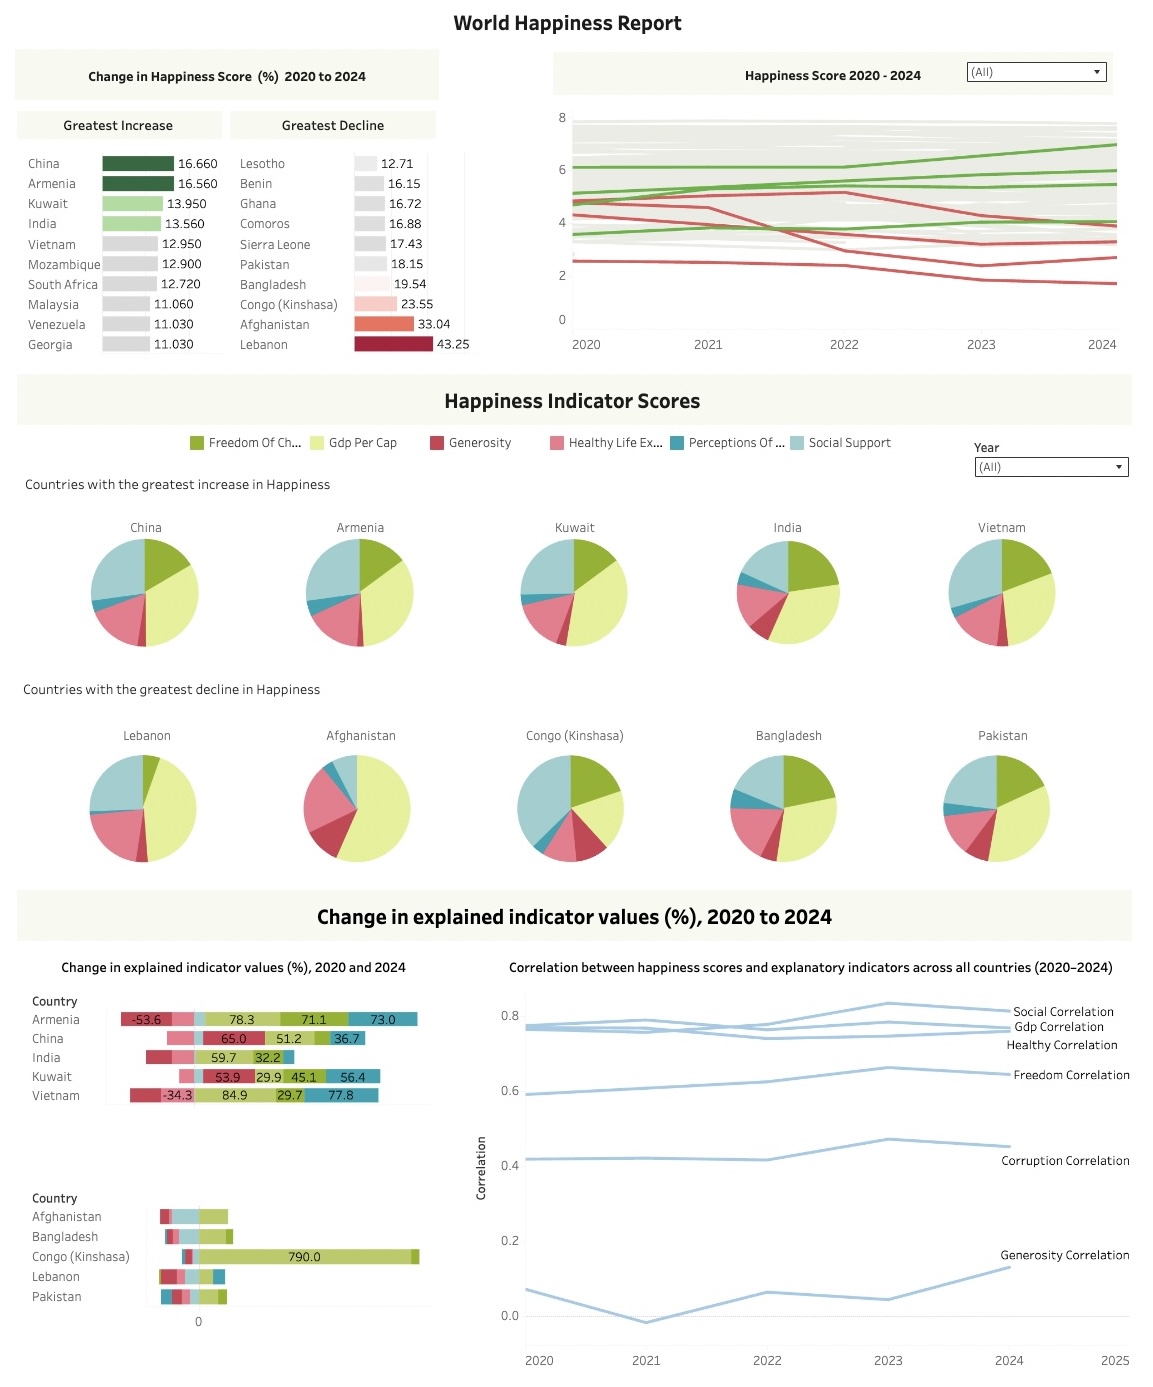 World Happiness Report
Change in Happiness Score (%) 2020 to 2024
Greatest Increase
China 16.660
Armenia 16.560
Kuwait 13.950
India 13.560
Vietnam 12.950
Mozambique 12.900
South Africa 12.720
Malaysia 11.060
Venezuela 11.030
Georgia 11.030
Greatest Decline
Lesotho 12.71
Benin 16.15
Ghana 16.72
Comoros 16.88
Sierra Leone 17.43
Pakistan 18.15
Bangladesh 19.54
Congo (Kinshasa) 23.55
Afghanistan 33.04
Lebanon 43.25
Happiness Score 2020 - 2024
(All)
8
6
4
2
0
2020 2021 2022 2023 2024
Happiness Indicator Scores
Freedom Of Ch... Gdp Per Cap Generosity Healthy Life Ex... Perceptions Of ... Social Support
Year
(All)
Countries with the greatest increase in Happiness
China Armenia Kuwait India Vietnam
Countries with the greatest decline in Happiness
Lebanon Afghanistan Congo (Kinshasa) Bangladesh Pakistan
Change in explained indicator values (%), 2020 to 2024
Change in explained indicator values (%), 2020 and 2024
Country
Armenia -53.6 78.3 71.1 73.0
China 65.0 51.2 36.7
India 59.7 32.2
Kuwait 53.9 29.9 45.1 56.4
Vietnam -34.3 84.9 29.7 77.8
Country
Afghanistan
Bangladesh
Congo (Kinshasa) 790.0
Lebanon
Pakistan
0
Correlation between happiness scores and explanatory indicators across all countries (2020–2024)
Correlation
0.8
0.6
0.4
0.2
0.0
Social Correlation
Gdp Correlation
Healthy Correlation
Freedom Correlation
Corruption Correlation
Generosity Correlation
2020 2021 2022 2023 2024 2025